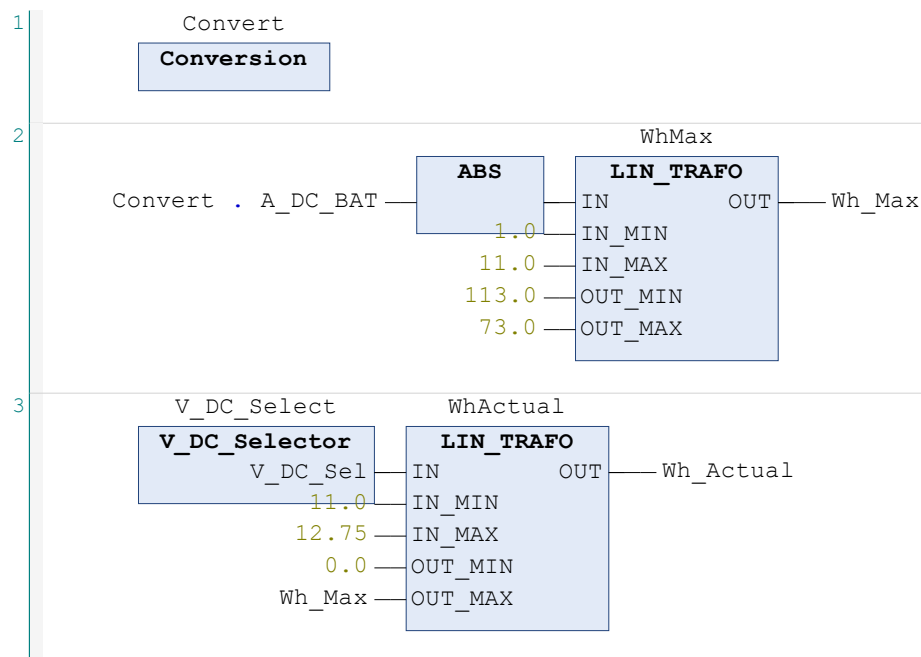 1
Convert
Conversion
2
WhMax
ABS LIN_TRAFO
Convert . A_DC_BAT IN OUT Wh_Max
1.0 IN_MIN
11.0 IN_MAX
113.0 OUT_MIN
73.0 OUT_MAX
3
V_DC_Select WhActual
V_DC_Selector LIN_TRAFO
V_DC_Sel IN OUT Wh_Actual
11.0 IN_MIN
12.75 IN_MAX
0.0 OUT_MIN
Wh_Max OUT_MAX